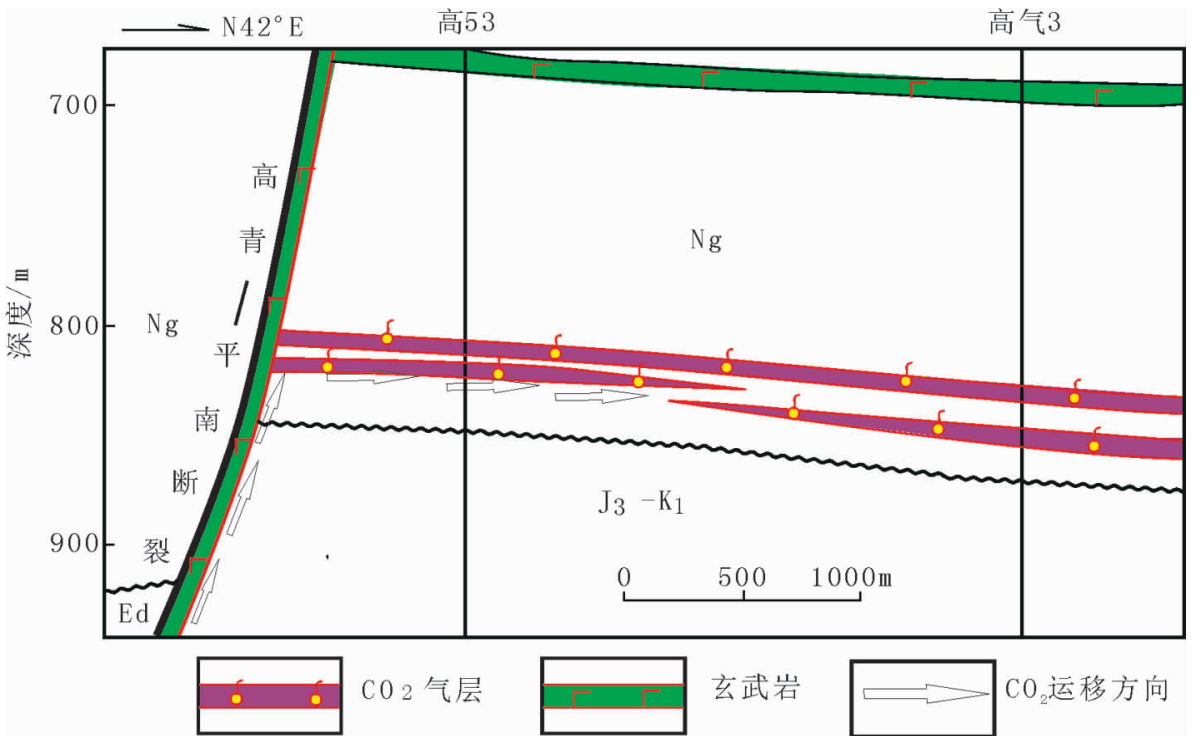 N42°E
高53
高气3
700
800
900
深度/m
高青—平南断裂
Ng
Ng
Ed
J3-K1
0 500 1000m
CO2气层
玄武岩
CO2运移方向